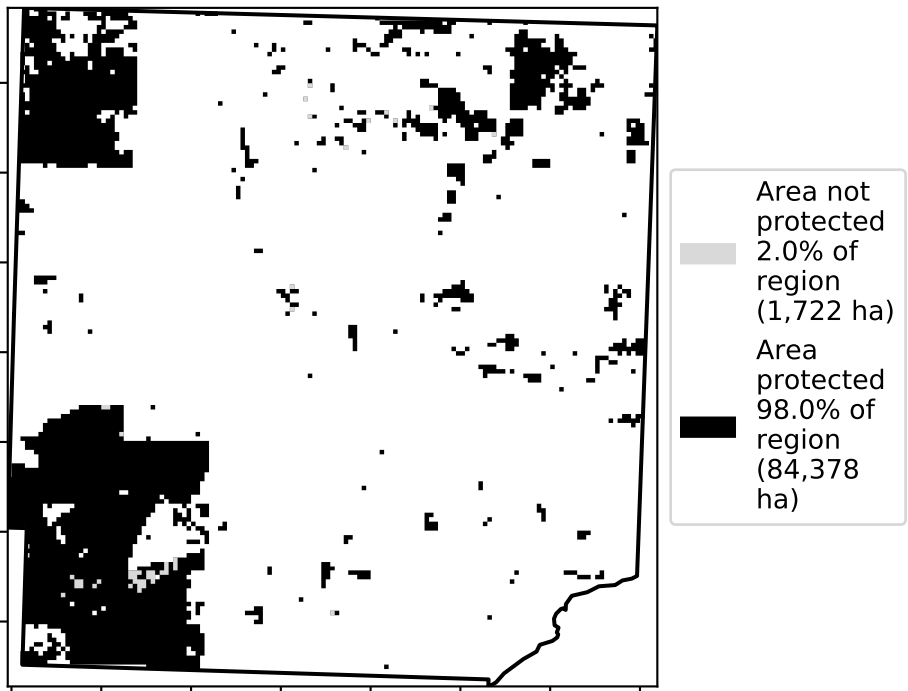 Area not
protected
2.0% of
region
(1,722 ha)
Area
protected
98.0% of
region
(84,378
ha)